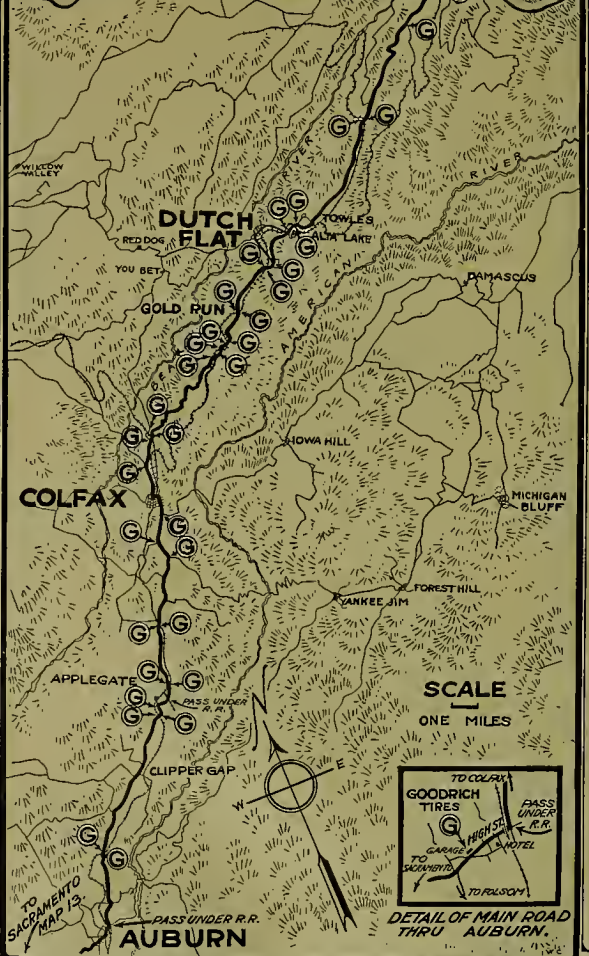 G
G
G
RIVER
RIVER
WILLOW
VALLEY
G G
DUTCH
FLAT
TOWLES
ALTA LAKE
RED DOG
G
G
YOU BET
G
G
AMERICAN
G
GOLD RUN
G
DAMASCUS
G
G
G
G
G
G
G
G
G
IOWA HILL
G
COLFAX
MICHIGAN
BLUFF
G
G
G
FOREST HILL
YANKEE JIM
G
G
APPLEGATE
G
G
G
PASS UNDER
R.R.
G
G
SCALE
ONE MILES
N
W
E
CLIPPER GAP
G
G
TO
SACRAMENTO
MAP 13
PASS UNDER R.R.
AUBURN
TO COLFAX
GOODRICH
TIRES
G
PASS
UNDER
R.R.
HIGH ST.
GARAGE
HOTEL
TO
SACRAMENTO
TO FOLSOM
DETAIL OF MAIN ROAD
THRU AUBURN.